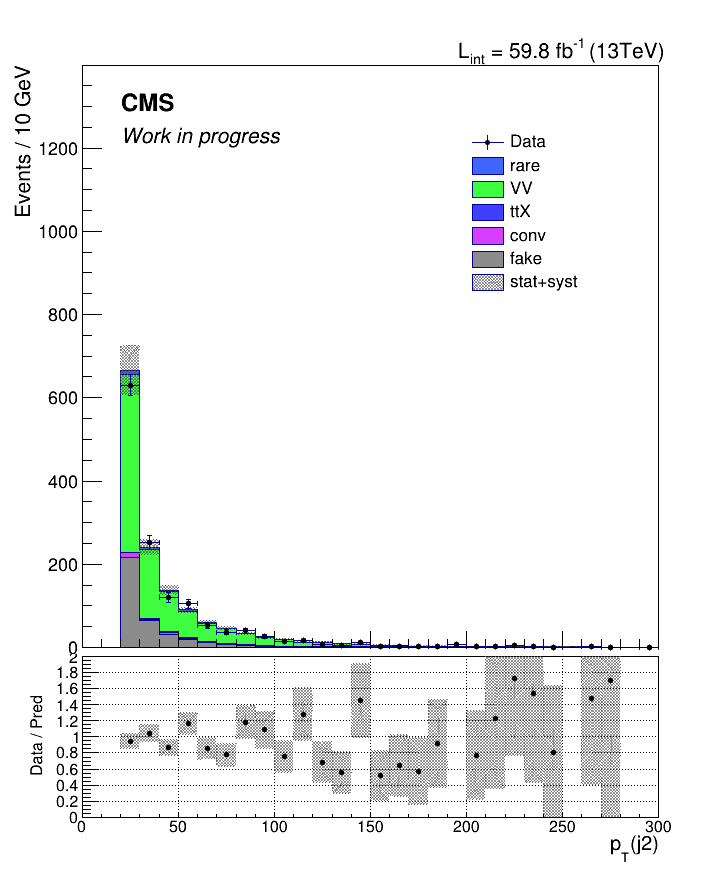 L_int = 59.8 fb^-1 (13TeV)
Events / 10 GeV
CMS
Work in progress
Data
rare
VV
ttX
conv
fake
stat+syst
1200
1000
800
600
400
200
0
Data / Pred
2
1.8
1.6
1.4
1.2
1
0.8
0.6
0.4
0.2
0
0 50 100 150 200 250 300
p_T(j2)